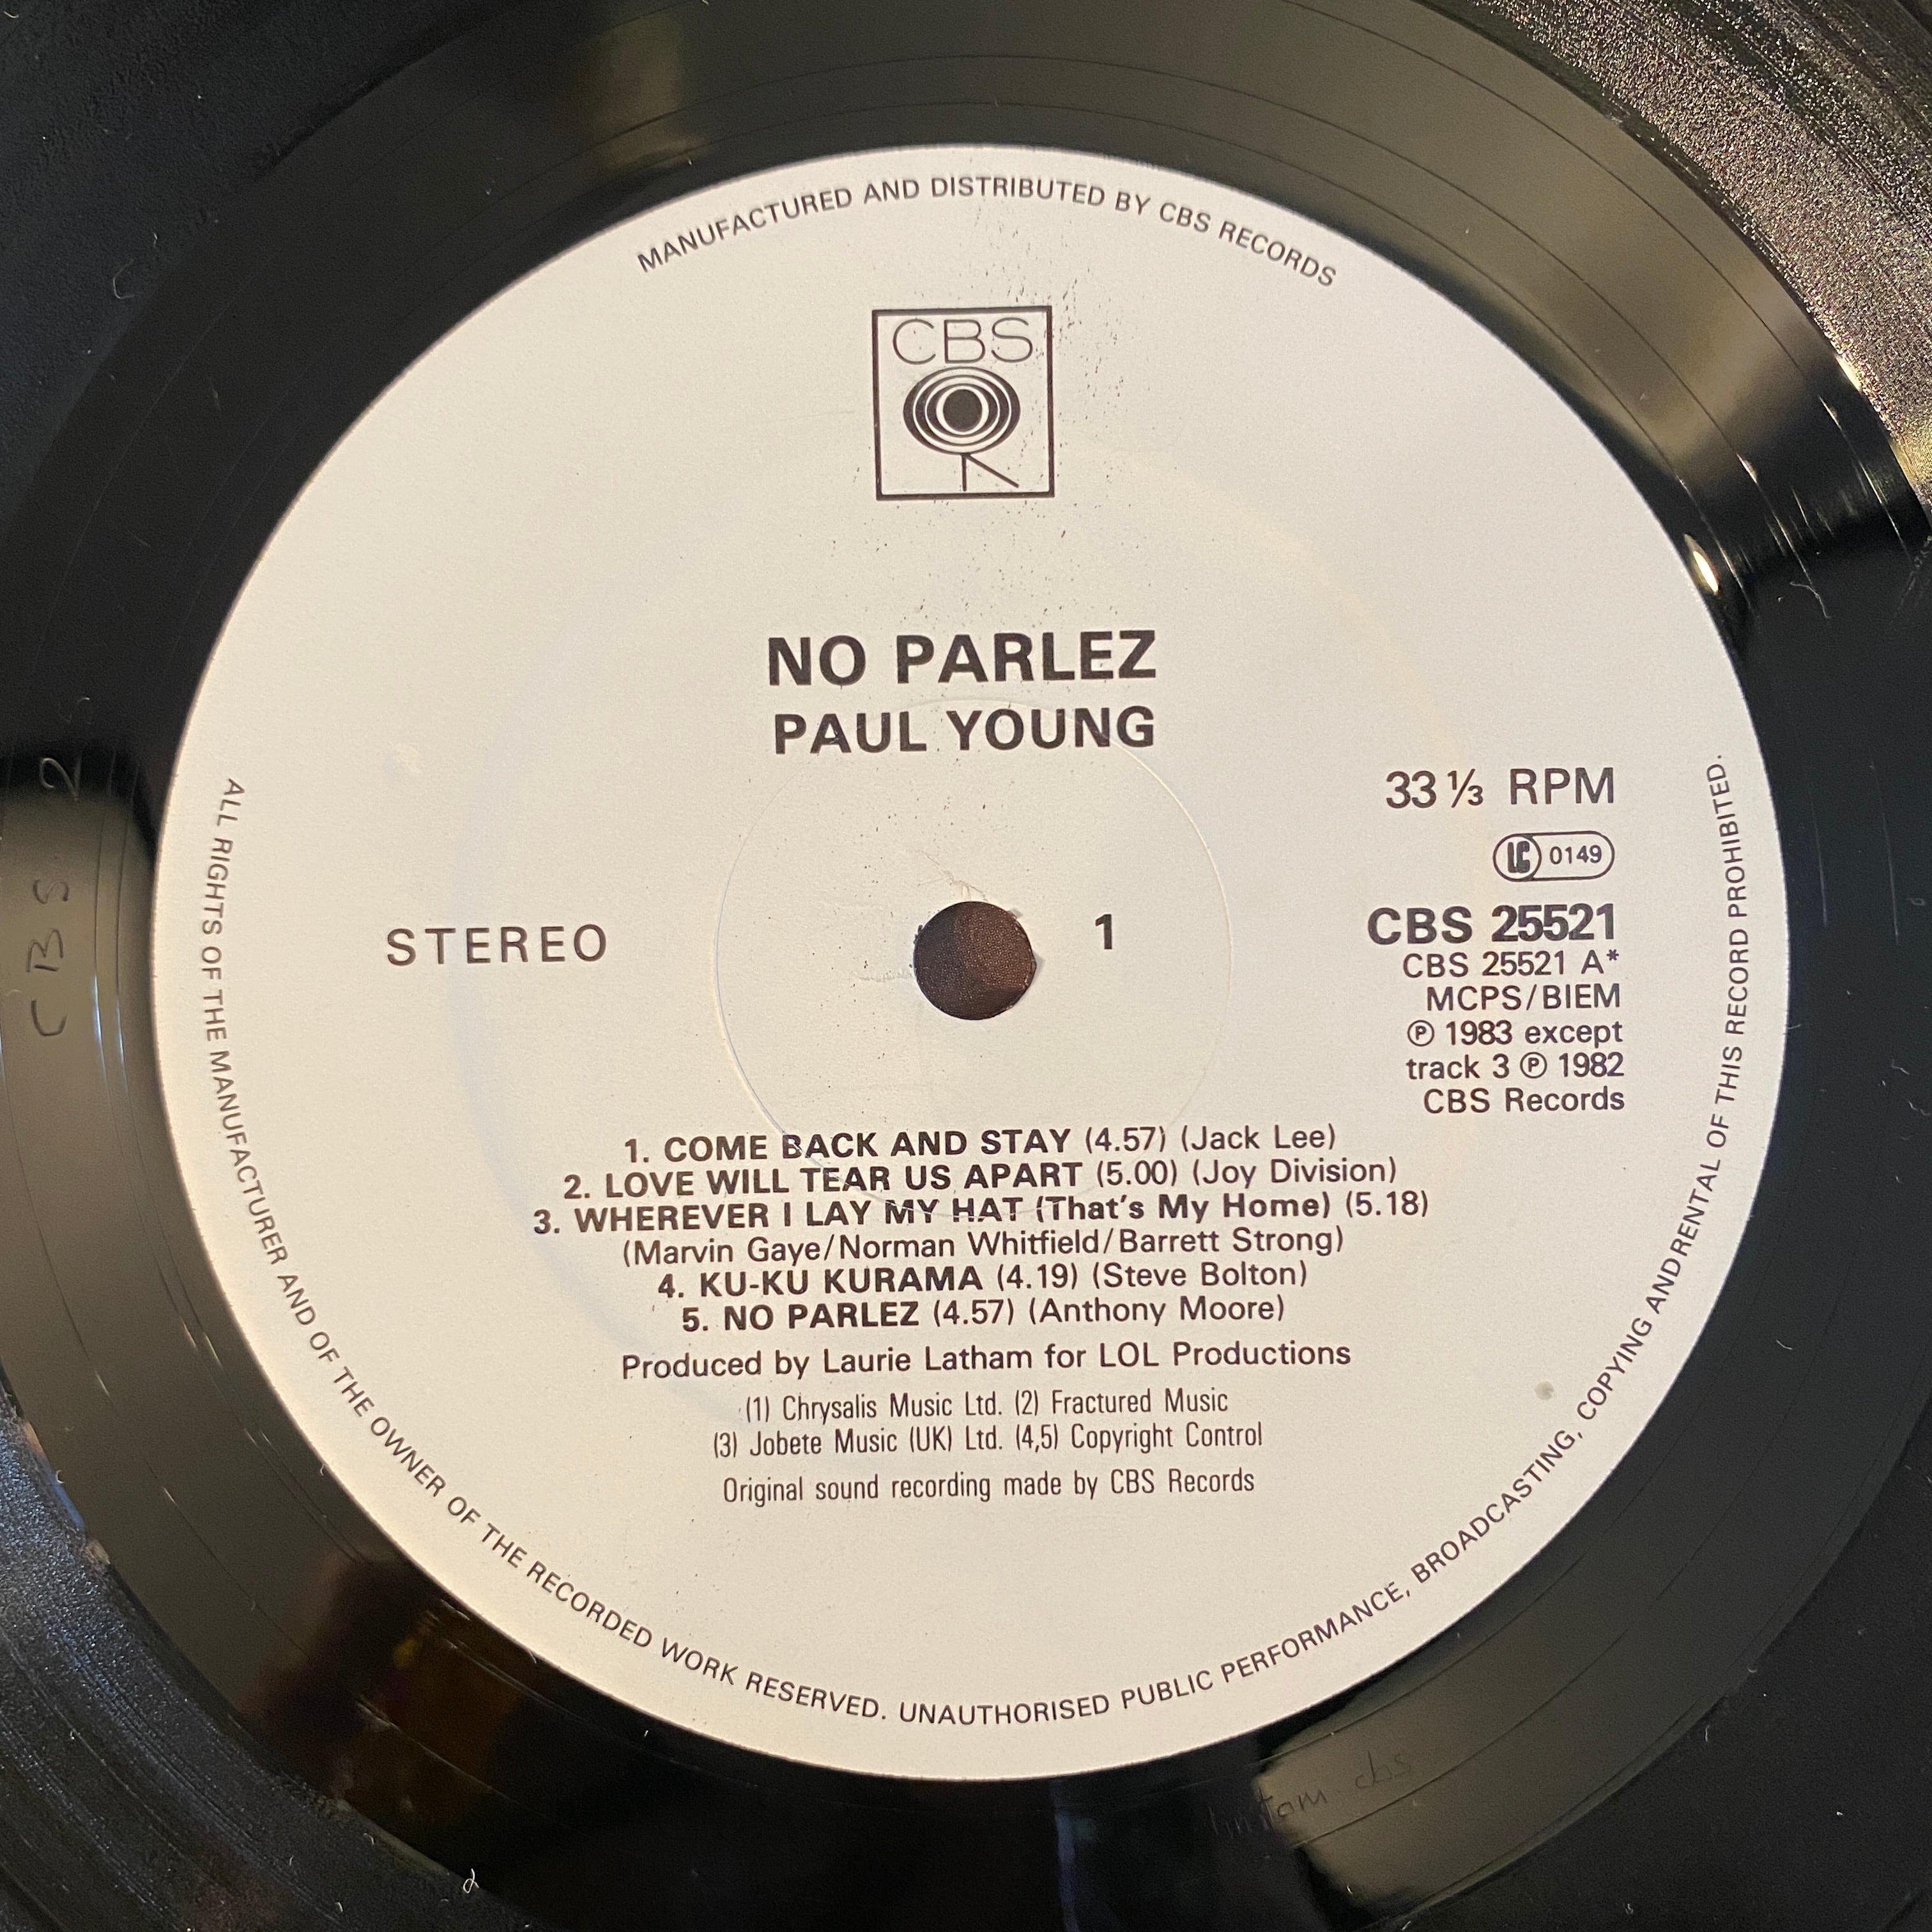 MANUFACTURED AND DISTRIBUTED BY CBS RECORDS
CBS
NO PARLEZ
PAUL YOUNG
33 ⅓ RPM
LC 0149
STEREO
1
CBS 25521
CBS 25521 A*
MCPS/BIEM
℗ 1983 except
track 3 ℗ 1982
CBS Records
1. COME BACK AND STAY (4.57) (Jack Lee)
2. LOVE WILL TEAR US APART (5.00) (Joy Division)
3. WHEREVER I LAY MY HAT (That's My Home) (5.18)
(Marvin Gaye/Norman Whitfield/Barrett Strong)
4. KU-KU KURAMA (4.19) (Steve Bolton)
5. NO PARLEZ (4.57) (Anthony Moore)
Produced by Laurie Latham for LOL Productions
(1) Chrysalis Music Ltd. (2) Fractured Music
(3) Jobete Music (UK) Ltd. (4,5) Copyright Control
Original sound recording made by CBS Records
ALL RIGHTS OF THE MANUFACTURER AND OF THE OWNER OF THE RECORDED WORK RESERVED. UNAUTHORISED PUBLIC PERFORMANCE, BROADCASTING, COPYING AND RENTAL OF THIS RECORD PROHIBITED.
CBS 2
cbs